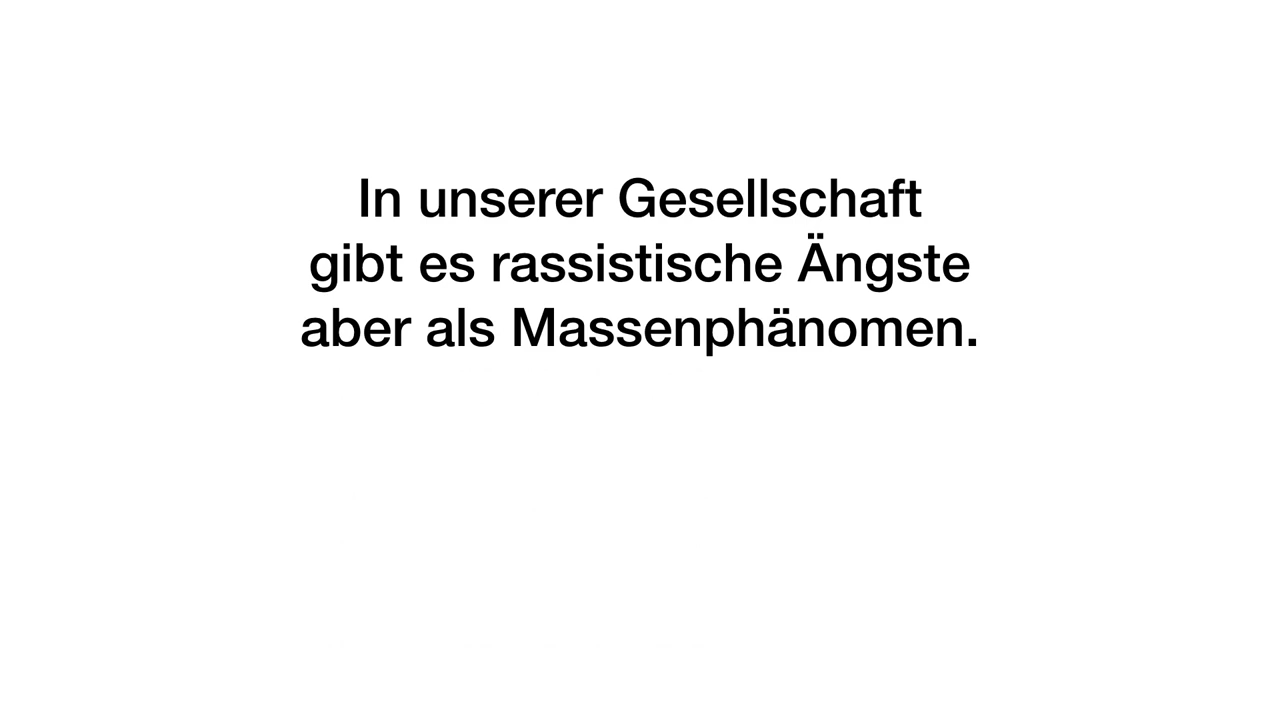 In unserer Gesellschaft
gibt es rassistische Ängste
aber als Massenphänomen.